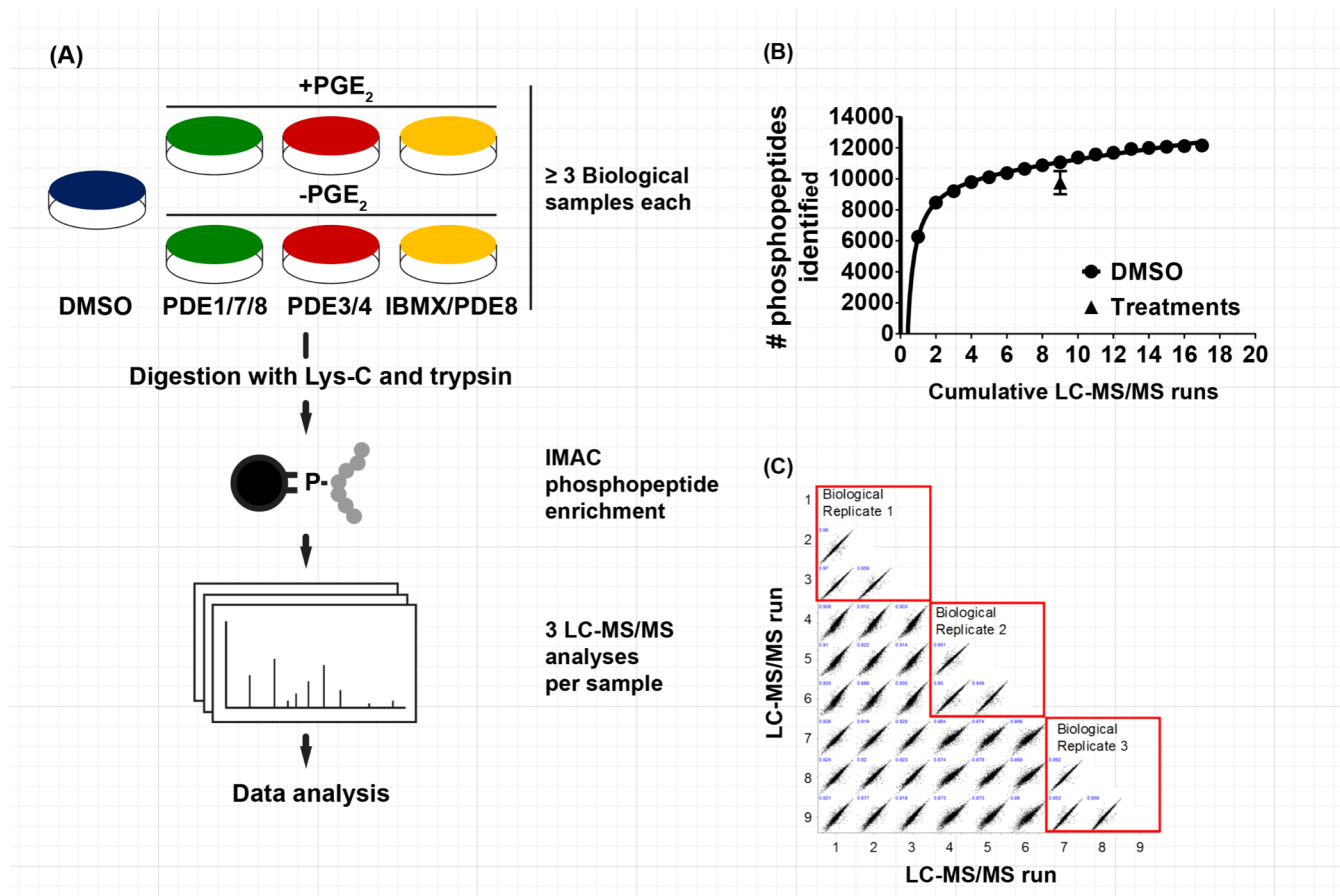 (A)
+PGE2
-PGE2
DMSO PDE1/7/8 PDE3/4 IBMX/PDE8
≥ 3 Biological
samples each
Digestion with Lys-C and trypsin
P-
IMAC
phosphopeptide
enrichment
3 LC-MS/MS
analyses
per sample
Data analysis
(B)
# phosphopeptides
identified
14000
12000
10000
8000
6000
4000
2000
0
DMSO
Treatments
0 2 4 6 8 10 12 14 16 18 20
Cumulative LC-MS/MS runs
(C)
LC-MS/MS run
1
2
3
4
5
6
7
8
9
Biological
Replicate 1
Biological
Replicate 2
Biological
Replicate 3
1 2 3 4 5 6 7 8 9
LC-MS/MS run